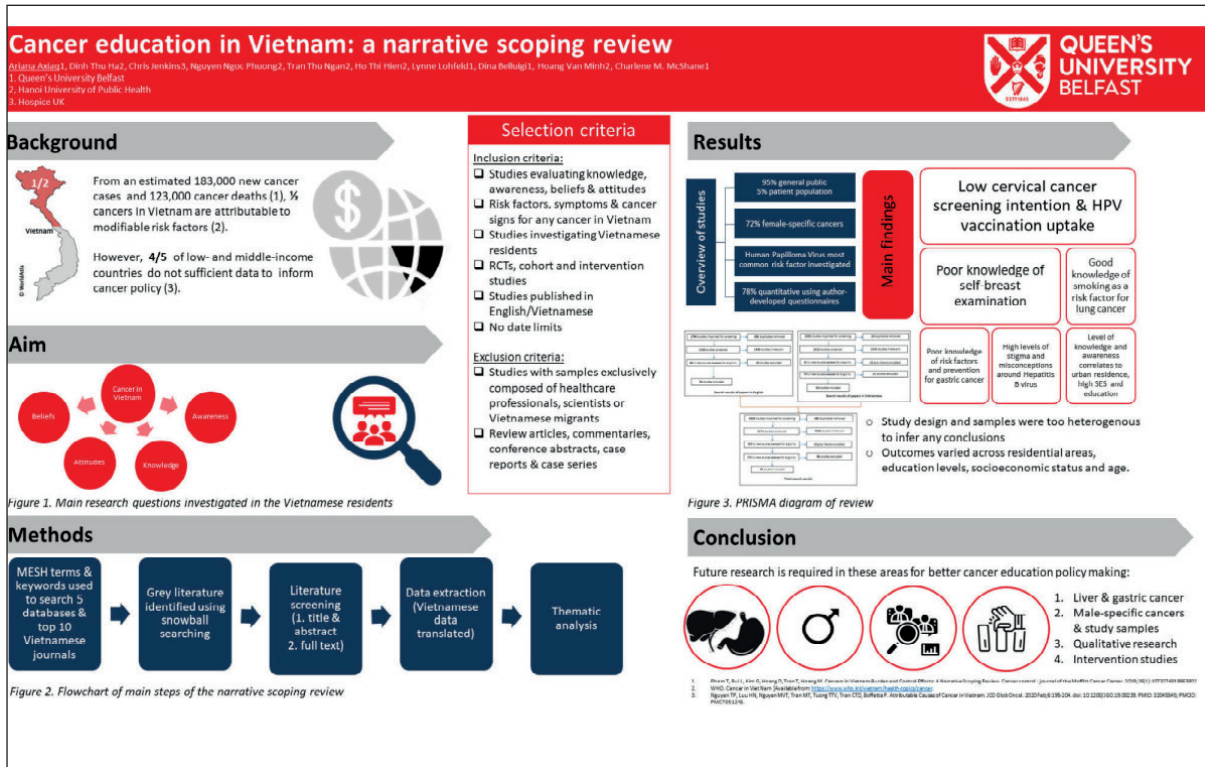 Cancer education in Vietnam: a narrative scoping review
Ariana Axiaq1, Dinh Thu Ha2, Chris Jenkins3, Nguyen Ngoc Phuong2, Tran Thu Ngan2, Ho Thi Hien2, Lynne Lohfeld1, Dina Belluigi1, Hoang Van Minh2, Charlene M. McShane1
1. Queen's University Belfast
2, Hanoi University of Public Health
3. Hospice UK
QUEEN'S
UNIVERSITY
BELFAST
Background
1/2
Vietnam
© WorldAtlas
From an estimated 183,000 new cancer
cases and 123,000 cancer deaths (1), ½
cancers in Vietnam are attributable to
modifiable risk factors (2).
However, 4/5 of low- and middle-income
countries do not sufficient data to inform
cancer policy (3).
Aim
Cancer in
Vietnam
Beliefs
Awareness
Attitudes
Knowledge
Figure 1. Main research questions investigated in the Vietnamese residents
Methods
MESH terms &
keywords used
to search 5
databases &
top 10
Vietnamese
journals
Grey literature
identified using
snowball
searching
Literature
screening
(1. title &
abstract
2. full text)
Data extraction
(Vietnamese
data
translated)
Thematic
analysis
Figure 2. Flowchart of main steps of the narrative scoping review
Selection criteria
Inclusion criteria:
Studies evaluating knowledge,
awareness, beliefs & attitudes
Risk factors, symptoms & cancer
signs for any cancer in Vietnam
Studies investigating Vietnamese
residents
RCTs, cohort and intervention
studies
Studies published in
English/Vietnamese
No date limits
Exclusion criteria:
Studies with samples exclusively
composed of healthcare
professionals, scientists or
Vietnamese migrants
Review articles, commentaries,
conference abstracts, case
reports & case series
Results
Overview of studies
95% general public
5% patient population
72% female-specific cancers
Human Papilloma Virus most
common risk factor investigated
78% quantitative using author-
developed questionnaires
Main findings
Low cervical cancer
screening intention & HPV
vaccination uptake
Poor knowledge of
self-breast
examination
Good
knowledge of
smoking as a
risk factor for
lung cancer
Poor knowledge
of risk factors
and prevention
for gastric cancer
High levels of
stigma and
misconceptions
around Hepatitis
B virus
Level of
knowledge and
awareness
correlates to
urban residence,
high SES and
education
Study design and samples were too heterogenous
to infer any conclusions
Outcomes varied across residential areas,
education levels, socioeconomic status and age.
Figure 3. PRISMA diagram of review
Conclusion
Future research is required in these areas for better cancer education policy making:
1. Liver & gastric cancer
2. Male-specific cancers
& study samples
3. Qualitative research
4. Intervention studies
2. WHO. Cancer in Viet Nam [Available from: https://www.who.int/vietnam/health-topics/cancer.